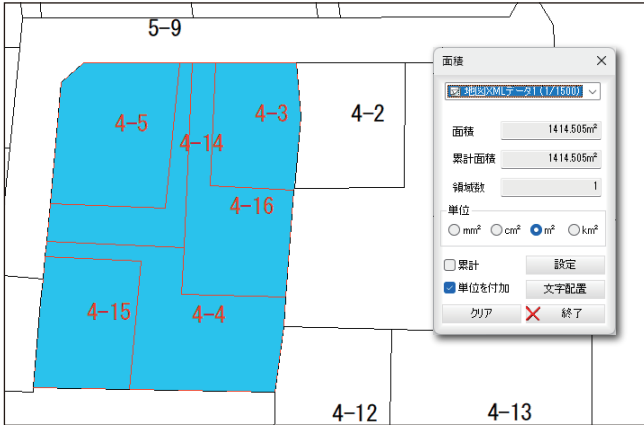 5-9
4-5
4-14
4-3
4-2
4-16
4-15
4-4
4-12
4-13
面積
地図XMLデータ1 (1/1500)
面積 1414.505m²
累計面積 1414.505m²
領域数 1
単位
mm² cm² m² km²
累計 設定
単位を付加 文字配置
クリア 終了